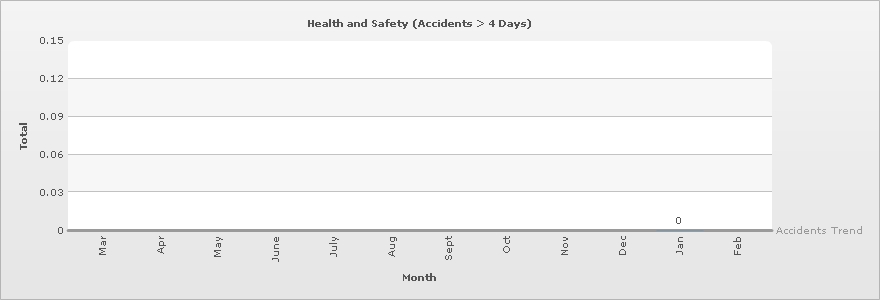 Health and Safety (Accidents > 4 Days)
0.15
0.12
0.09
0.06
0.03
0
Total
0
Accidents Trend
Mar Apr May June July Aug Sept Oct Nov Dec Jan Feb
Month